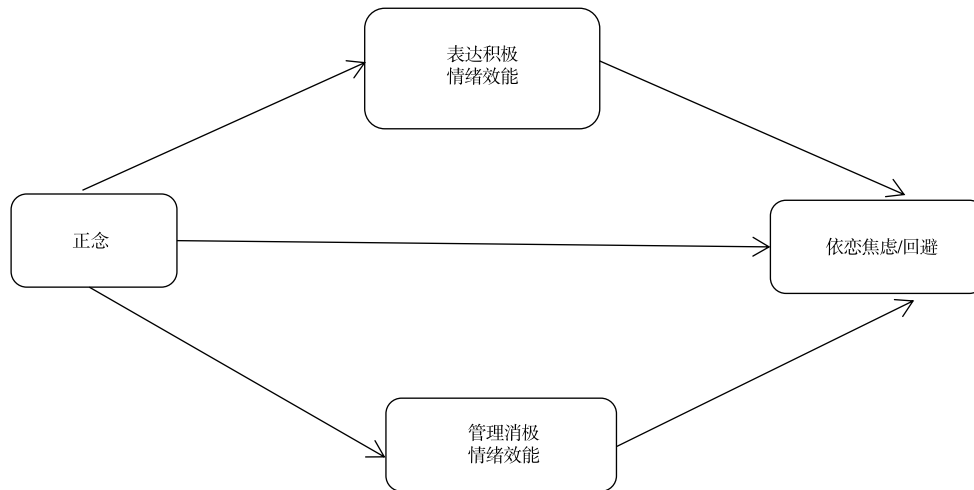 表达积极
情绪效能
正念
依恋焦虑/回避
管理消极
情绪效能